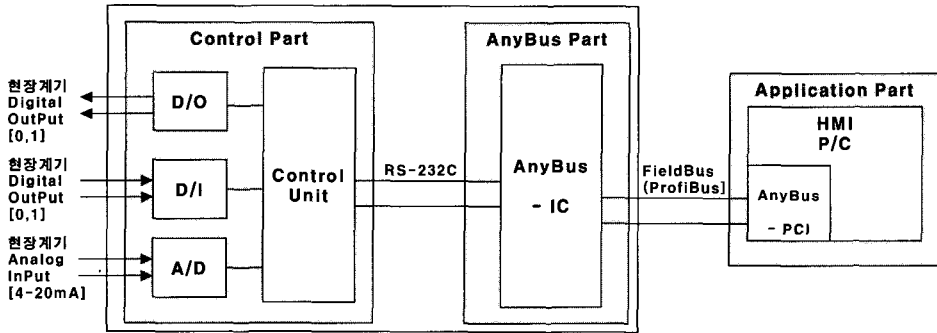 Control Part
AnyBus Part
현장계기
Digital
OutPut
[0,1]
D/O
현장계기
Digital
OutPut
[0,1]
D/I
현장계기
Analog
InPut
[4-20mA]
A/D
Control
Unit
RS-232C
AnyBus
- IC
FieldBus
(ProfiBus]
Application Part
HMI
P/C
AnyBus
- PCI